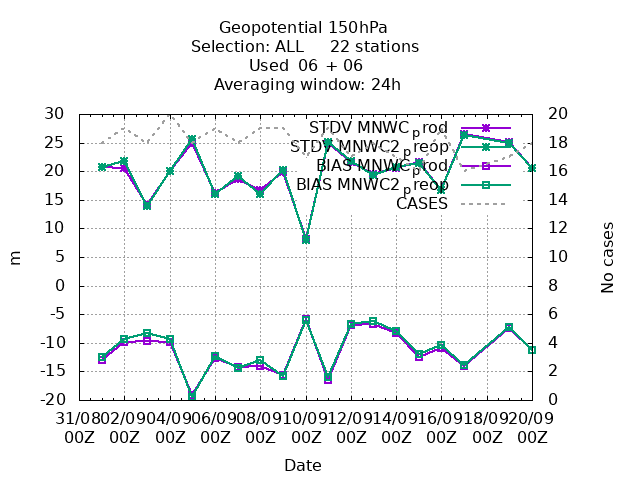 Geopotential 150hPa
Selection: ALL 22 stations
Used 06 + 06
Averaging window: 24h
30 20
25 18
20 16
15 14
10 12
5 10
0 8
-5 6
-10 4
-15 2
-20 0
STDV MNWC_prod
STDV MNWC2_preop
BIAS MNWC_prod
BIAS MNWC2_preop
CASES
m
No cases
31/08 02/09 04/09 06/09 08/09 10/09 12/09 14/09 16/09 18/09 20/09
00Z 00Z 00Z 00Z 00Z 00Z 00Z 00Z 00Z 00Z 00Z
Date